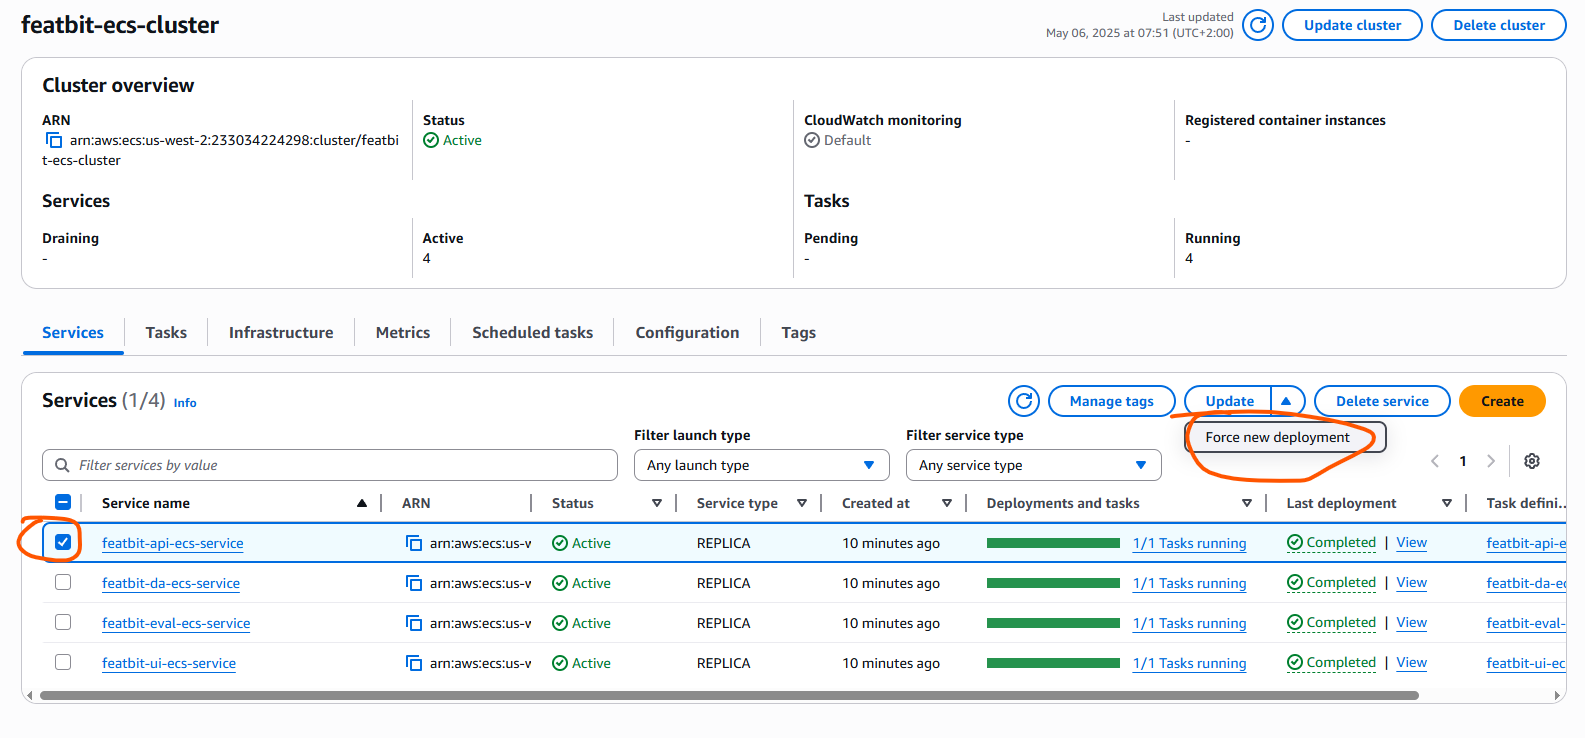 featbit-ecs-cluster
Last updated
May 06, 2025 at 07:51 (UTC+2:00)
Update cluster
Delete cluster
Cluster overview
ARN
arn:aws:ecs:us-west-2:233034224298:cluster/featbi
t-ecs-cluster
Status
Active
CloudWatch monitoring
Default
Registered container instances
-
Services
Tasks
Draining
-
Active
4
Pending
-
Running
4
Services Tasks Infrastructure Metrics Scheduled tasks Configuration Tags
Services (1/4) Info
Manage tags Update Delete service Create
Force new deployment
Filter launch type
Filter service type
Filter services by value
Any launch type
Any service type
1
Service name ARN Status Service type Created at Deployments and tasks Last deployment Task defini...
featbit-api-ecs-service arn:aws:ecs:us-w Active REPLICA 10 minutes ago 1/1 Tasks running Completed | View featbit-api-e
featbit-da-ecs-service arn:aws:ecs:us-w Active REPLICA 10 minutes ago 1/1 Tasks running Completed | View featbit-da-ec
featbit-eval-ecs-service arn:aws:ecs:us-w Active REPLICA 10 minutes ago 1/1 Tasks running Completed | View featbit-eval-
featbit-ui-ecs-service arn:aws:ecs:us-w Active REPLICA 10 minutes ago 1/1 Tasks running Completed | View featbit-ui-ec